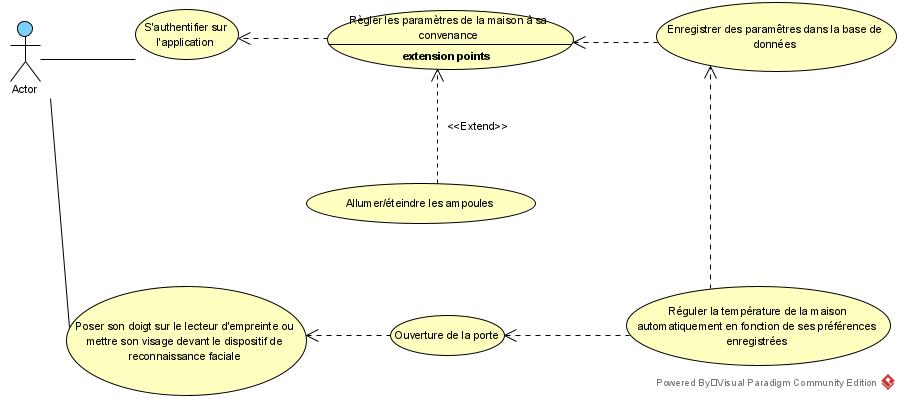 S'authentifier sur
l'application
Règler les paramètres de la maison à sa
convenance
extension points
Enregistrer des paramêtres dans la base de
données
Actor
<<Extend>>
Allumer/éteindre les ampoules
Poser son doigt sur le lecteur d'empreinte ou
mettre son visage devant le dispositif de
reconnaissance faciale
Ouverture de la porte
Réguler la température de la maison
automatiquement en fonction de ses préférences
enregistrées
Powered By□Visual Paradigm Community Edition